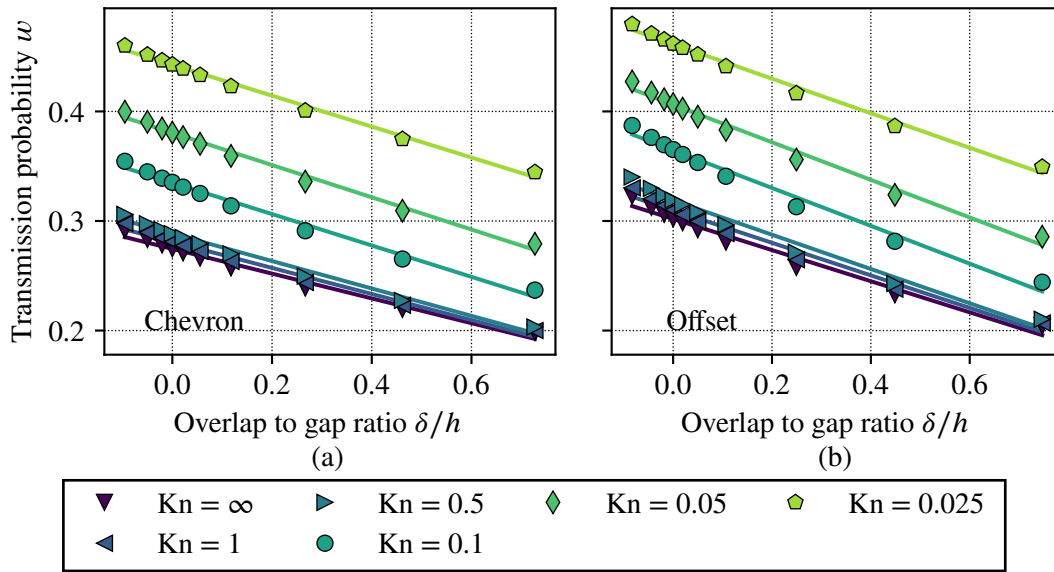 Transmission probability w
0.4
0.3
0.2
Chevron
Offset
0.0 0.2 0.4 0.6
0.0 0.2 0.4 0.6
Overlap to gap ratio δ/h
Overlap to gap ratio δ/h
(a)
(b)
Kn = ∞ Kn = 0.5 Kn = 0.05 Kn = 0.025
Kn = 1 Kn = 0.1